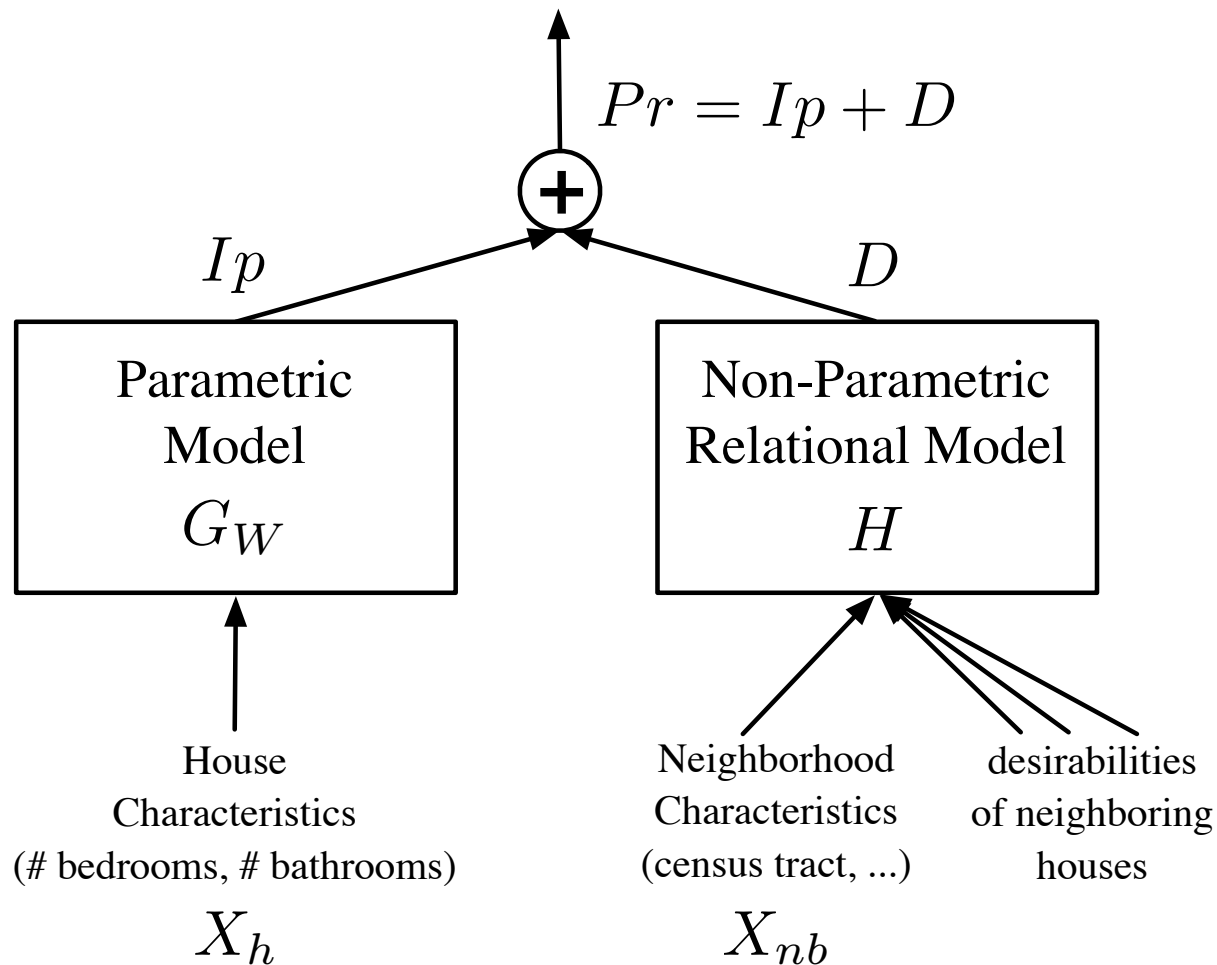 Pr = Ip + D
+
Ip
D
Parametric
Model
G_W
Non-Parametric
Relational Model
H
House
Characteristics
(# bedrooms, # bathrooms)
X_h
Neighborhood
Characteristics
(census tract, ...)
X_nb
desirabilities
of neighboring
houses